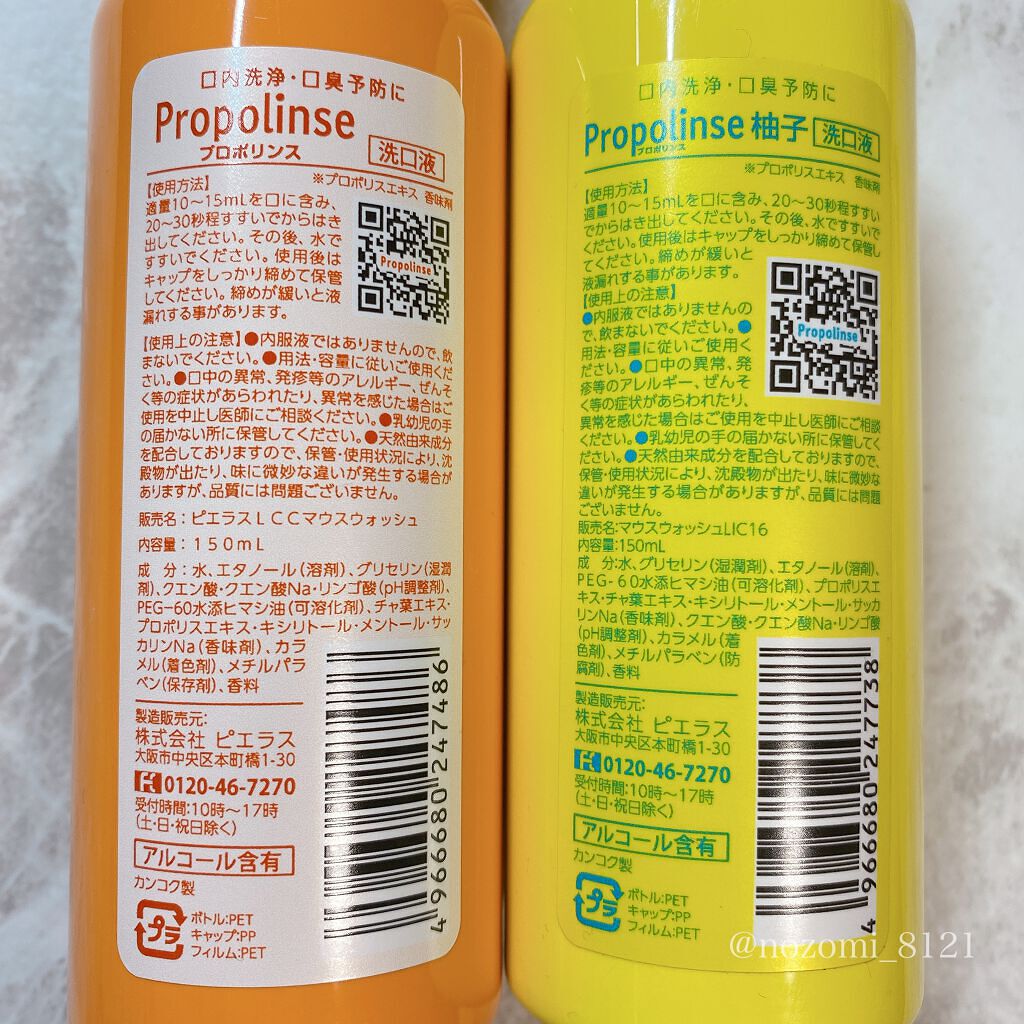 口内洗浄・口臭予防に
Propolinse
プロポリンス
洗口液
※プロポリスエキス 香味剤
【使用方法】
適量10〜15mLを口に含み、
20〜30秒程すすいでからはき
出してください。その後、水で
すすいでください。使用後は
キャップをしっかり締めて保管
してください。締めが緩いと液
漏れする事があります。
Propolinse
【使用上の注意】●内服液ではありませんので、飲
まないでください。●用法・容量に従いご使用くだ
さい。●口中の異常、発疹等のアレルギー、ぜんそ
く等の症状があらわれたり、異常を感じた場合はご
使用を中止し医師にご相談ください。●乳幼児の手
の届かない所に保管してください。●天然由来成分
を配合しておりますので、保管・使用状況により、沈
殿物が出たり、味に微妙な違いが発生する場合が
ありますが、品質には問題ございません。
販売名：ピエラスLCCマウスウォッシュ
内容量：150mL
成 分：水、エタノール（溶剤）、グリセリン（湿潤
剤）、クエン酸・クエン酸Na・リンゴ酸（pH調整剤）、
PEG-60水添ヒマシ油（可溶化剤）、チャ葉エキス・
プロポリスエキス・キシリトール・メントール・サッ
カリンNa（香味剤）、カラ
メル（着色剤）、メチルパラ
ベン（保存剤）、香料
製造販売元：
株式会社 ピエラス
大阪市中央区本町橋1-30
0120-46-7270
受付時間：10時〜17時
（土・日・祝日除く）
アルコール含有
カンコク製
プラ
ボトル:PET
キャップ:PP
フィルム:PET
4966680247486
口内洗浄・口臭予防に
Propolinse 柚子
プロポリンス
洗口液
※プロポリスエキス 香味剤
【使用方法】
適量10〜15mLを口に含み、20〜30秒程すすい
でからはき出してください。その後、水ですすいで
ください。使用後はキャップをしっかり締めて保管し
てください。締めが緩いと
液漏れする事があります。
【使用上の注意】
●内服液ではありませんの
で、飲まないでください。●
用法・容量に従いご使用く
ださい。●口中の異常、発
疹等のアレルギー、ぜんそ
く等の症状があらわれたり、
異常を感じた場合はご使用を中止し医師にご相談
ください。●乳幼児の手の届かない所に保管してく
ださい。●天然由来成分を配合しておりますので、
保管・使用状況により、沈殿物が出たり、味に微妙な
違いが発生する場合がありますが、品質には問題
ございません。
Propolinse
販売名：マウスウォッシュLIC16
内容量：150mL
成 分：水、グリセリン（湿潤剤）、エタノール（溶剤）、
PEG-60水添ヒマシ油（可溶化剤）、プロポリスエ
キス・チャ葉エキス・キシリトール・メントール・サッカ
リンNa（香味剤）、クエン酸・クエン酸Na・リンゴ酸
（pH調整剤）、カラメル（着
色剤）、メチルパラベン（防
腐剤）、香料
製造販売元：
株式会社 ピエラス
大阪市中央区本町橋1-30
0120-46-7270
受付時間：10時〜17時
（土・日・祝日除く）
アルコール含有
カンコク製
プラ
ボトル:PET
キャップ:PP
フィルム:PET
4966680247738
@nozomi_8121